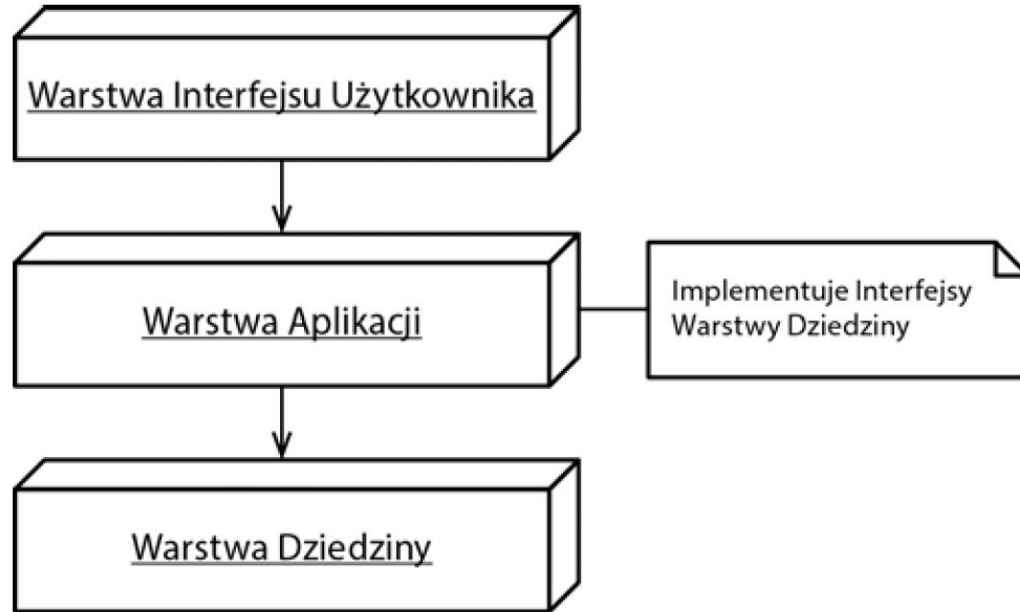 Warstwa Interfejsu Użytkownika
Warstwa Aplikacji
Implementuje Interfejsy
Warstwy Dziedziny
Warstwa Dziedziny